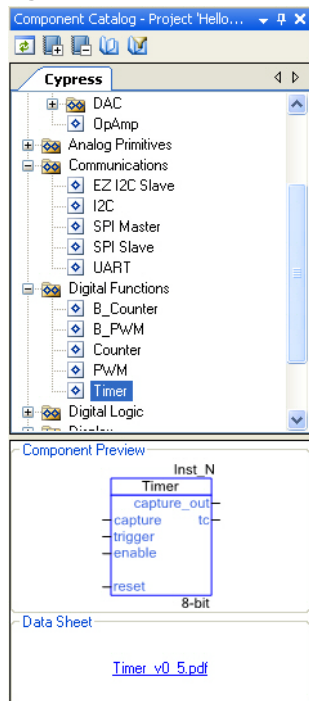 Component Catalog - Project 'Hello...
Cypress
DAC
OpAmp
Analog Primitives
Communications
EZ I2C Slave
I2C
SPI Master
SPI Slave
UART
Digital Functions
B_Counter
B_PWM
Counter
PWM
Timer
Digital Logic
Display
Component Preview
Inst_N
Timer
capture_out
capture tc
trigger
enable
reset
8-bit
Data Sheet
Timer_v0_5.pdf